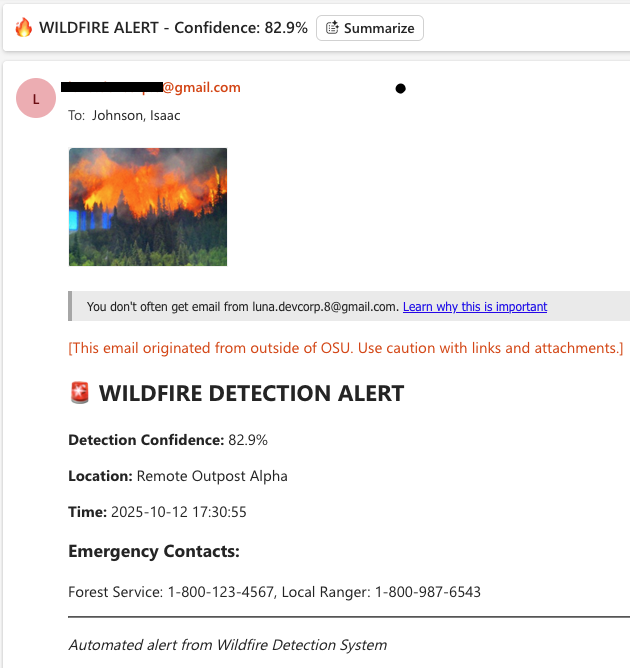 🔥 WILDFIRE ALERT - Confidence: 82.9% Summarize
L
@gmail.com
To: Johnson, Isaac
You don't often get email from luna.devcorp.8@gmail.com. Learn why this is important
[This email originated from outside of OSU. Use caution with links and attachments.]
🚨 WILDFIRE DETECTION ALERT
Detection Confidence: 82.9%
Location: Remote Outpost Alpha
Time: 2025-10-12 17:30:55
Emergency Contacts:
Forest Service: 1-800-123-4567, Local Ranger: 1-800-987-6543
Automated alert from Wildfire Detection System